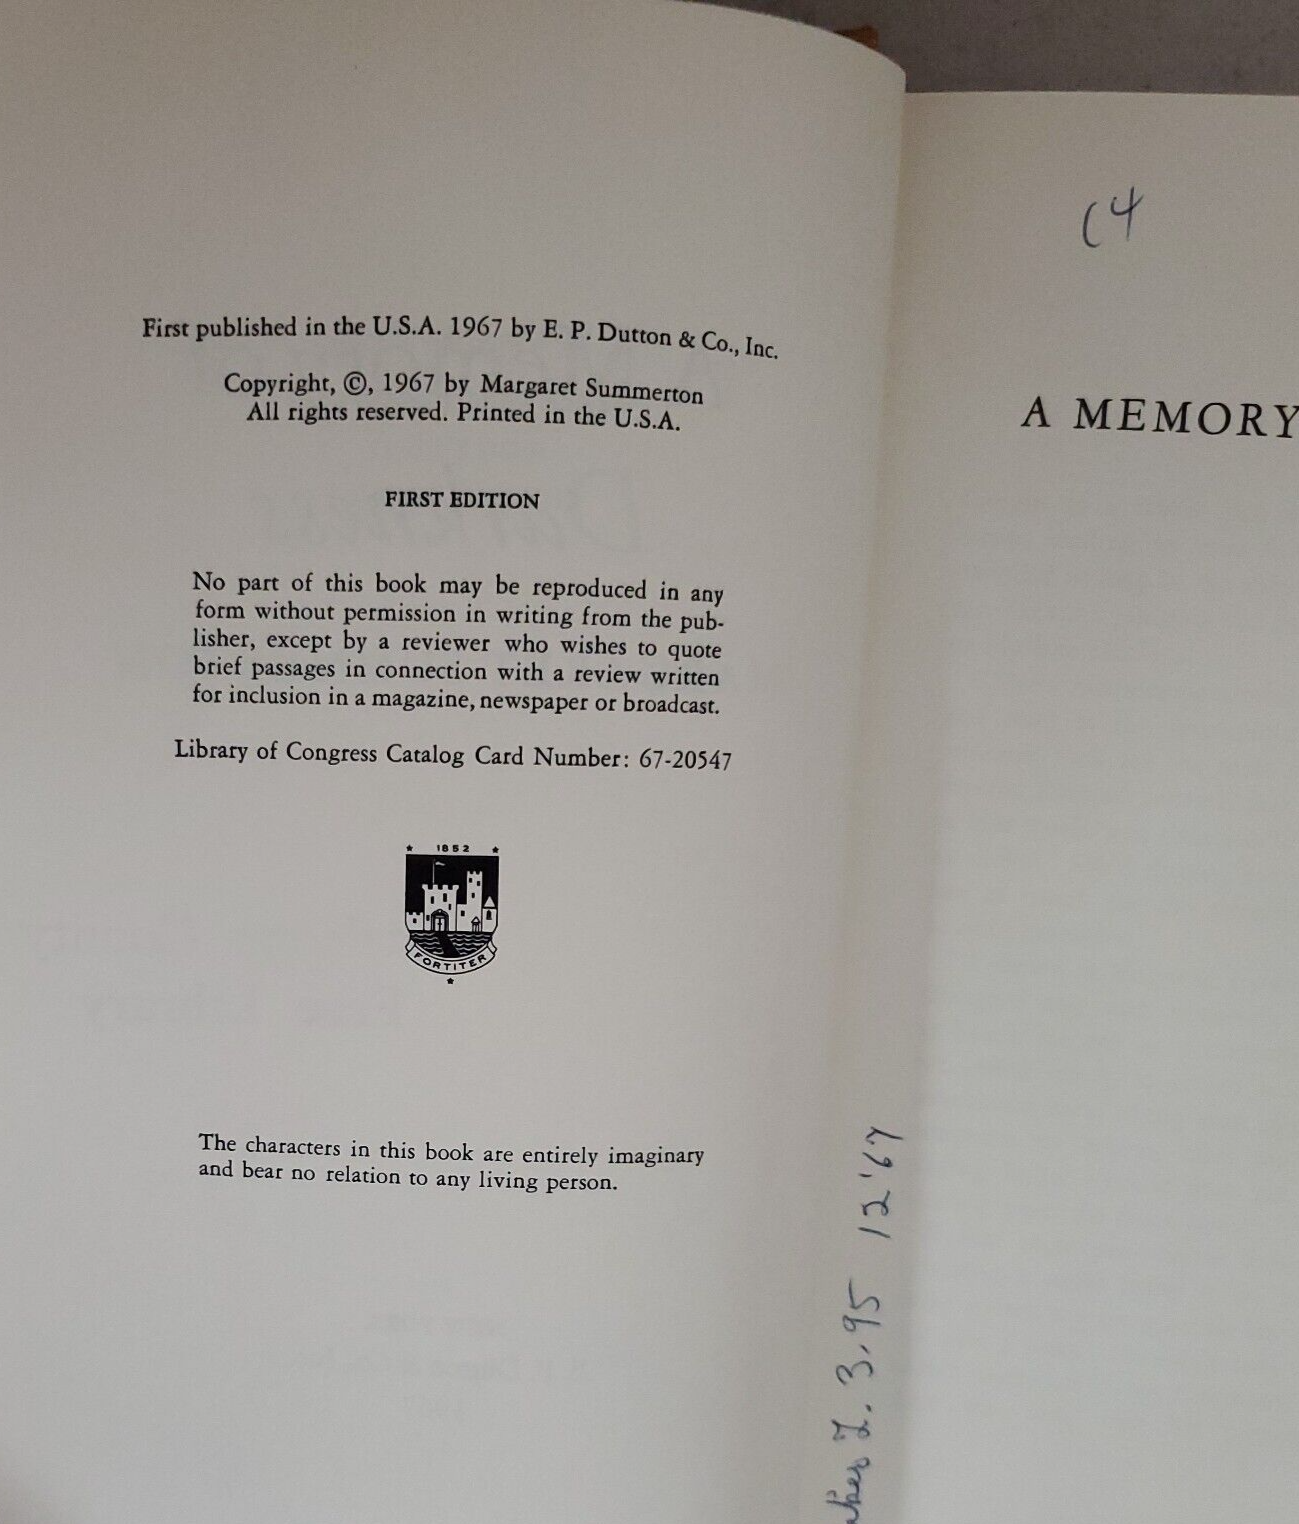 First published in the U.S.A. 1967 by E. P. Dutton & Co., Inc.
Copyright, ©, 1967 by Margaret Summerton
All rights reserved. Printed in the U.S.A.
FIRST EDITION
No part of this book may be reproduced in any
form without permission in writing from the pub-
lisher, except by a reviewer who wishes to quote
brief passages in connection with a review written
for inclusion in a magazine, newspaper or broadcast.
Library of Congress Catalog Card Number: 67-20547
1852
FORTITER
The characters in this book are entirely imaginary
and bear no relation to any living person.
3.95 12'67
C4
A MEMORY